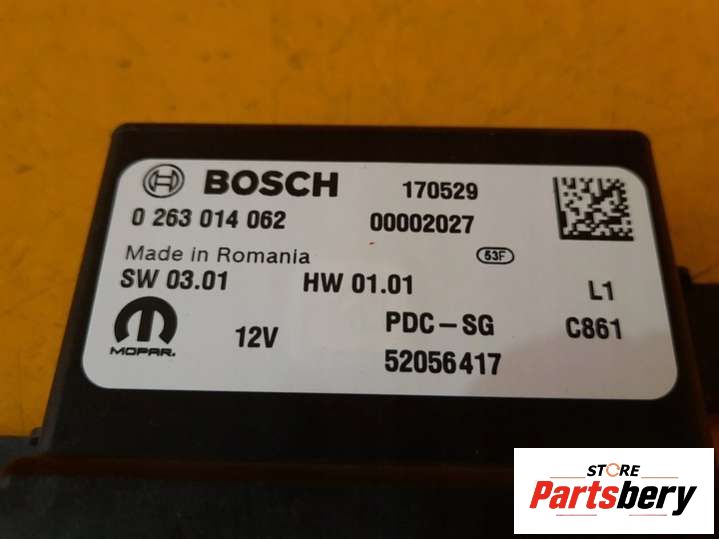 BOSCH 170529
0 263 014 062 00002027
Made in Romania 53F
SW 03.01 HW 01.01 L1
12V PDC-SG C861
MOPAR. 52056417
STORE
Partsbery